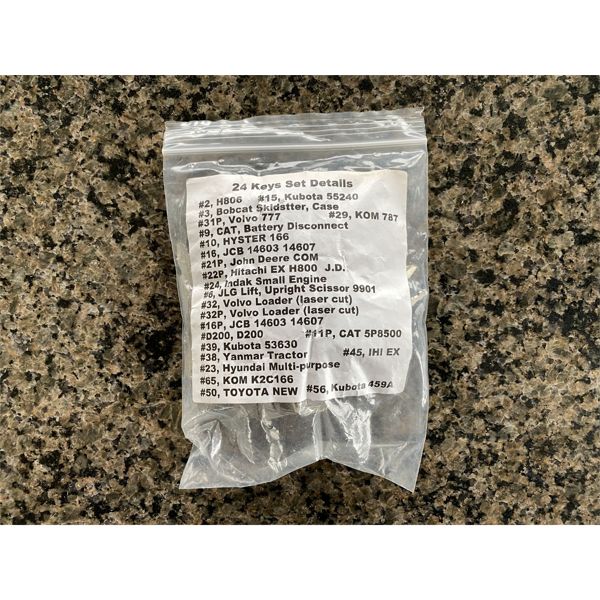 24 Keys Set Details
#2, H806 #15, Kubota 55240
#3, Bobcat Skidstter, Case
#31P, Volvo 777 #29, KOM 787
#9, CAT, Battery Disconnect
#10, HYSTER 166
#16, JCB 14603 14607
#21P, John Deere COM
#22P, Hitachi EX H800 J.D.
#24, Indak Small Engine
#6, JLG Lift, Upright Scissor 9901
#32, Volvo Loader (laser cut)
#32P, Volvo Loader (laser cut)
#16P, JCB 14603 14607
#D200, D200 #11P, CAT 5P8500
#39, Kubota 53630
#38, Yanmar Tractor #45, IHI EX
#23, Hyundai Multi-purpose
#65, KOM K2C166
#50, TOYOTA NEW #56, Kubota 459A